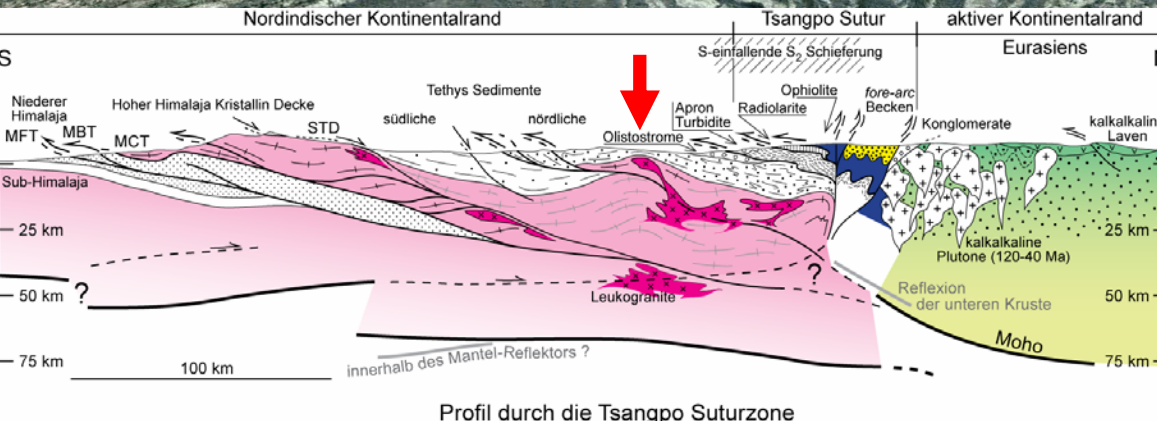 Nordindischer Kontinentalrand
Tsangpo Sutur
aktiver Kontinentalrand
Eurasiens
S
S-einfallende S2 Schieferung
Niederer
Himalaja
MFT
MBT
MCT
Hoher Himalaja Kristallin Decke
STD
Tethys Sedimente
südliche
nördliche
Olistostrome
Apron
Turbidite
Radiolarite
Ophiolite
fore-arc
Becken
Konglomerate
kalkalkalin
Laven
Sub-Himalaja
25 km
50 km
75 km
?
?
Leukogranite
kalkalkaline
Plutone (120-40 Ma)
Reflexion
der unteren Kruste
Moho
25 km
50 km
75 km
innerhalb des Mantel-Reflektors ?
100 km
Profil durch die Tsangpo Suturzone